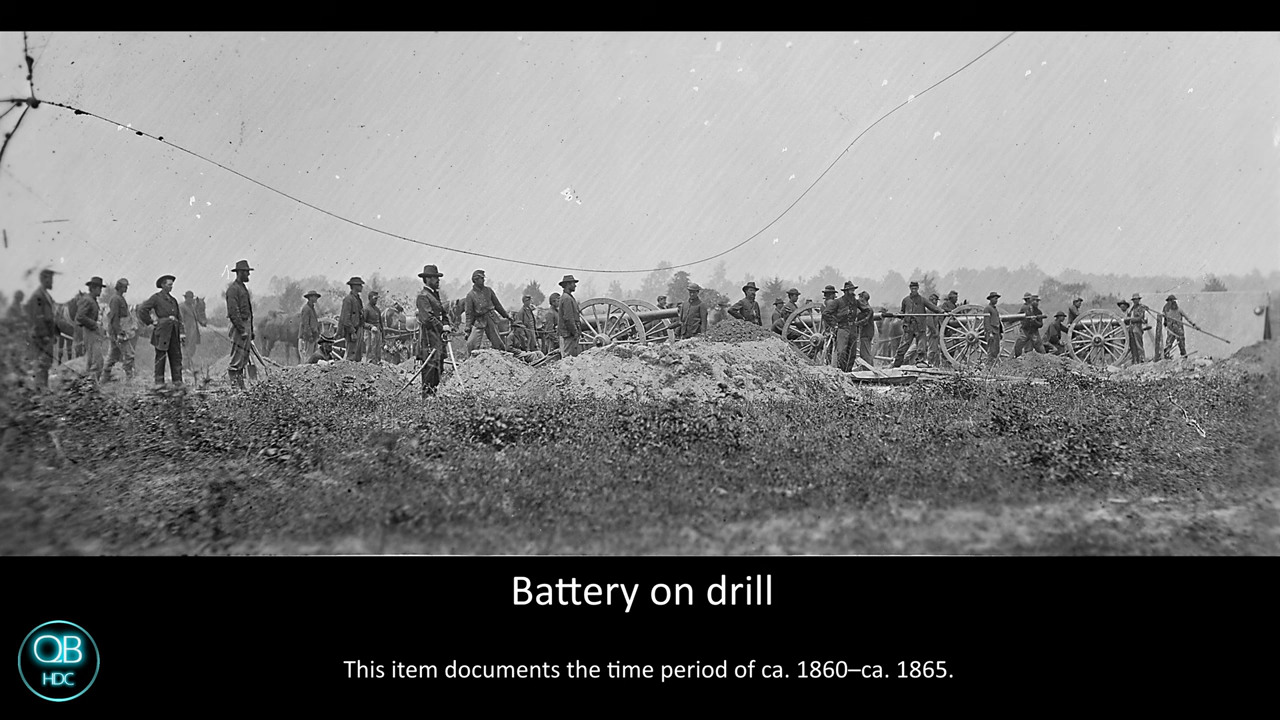 Battery on drill
QB
HDC
This item documents the time period of ca. 1860–ca. 1865.